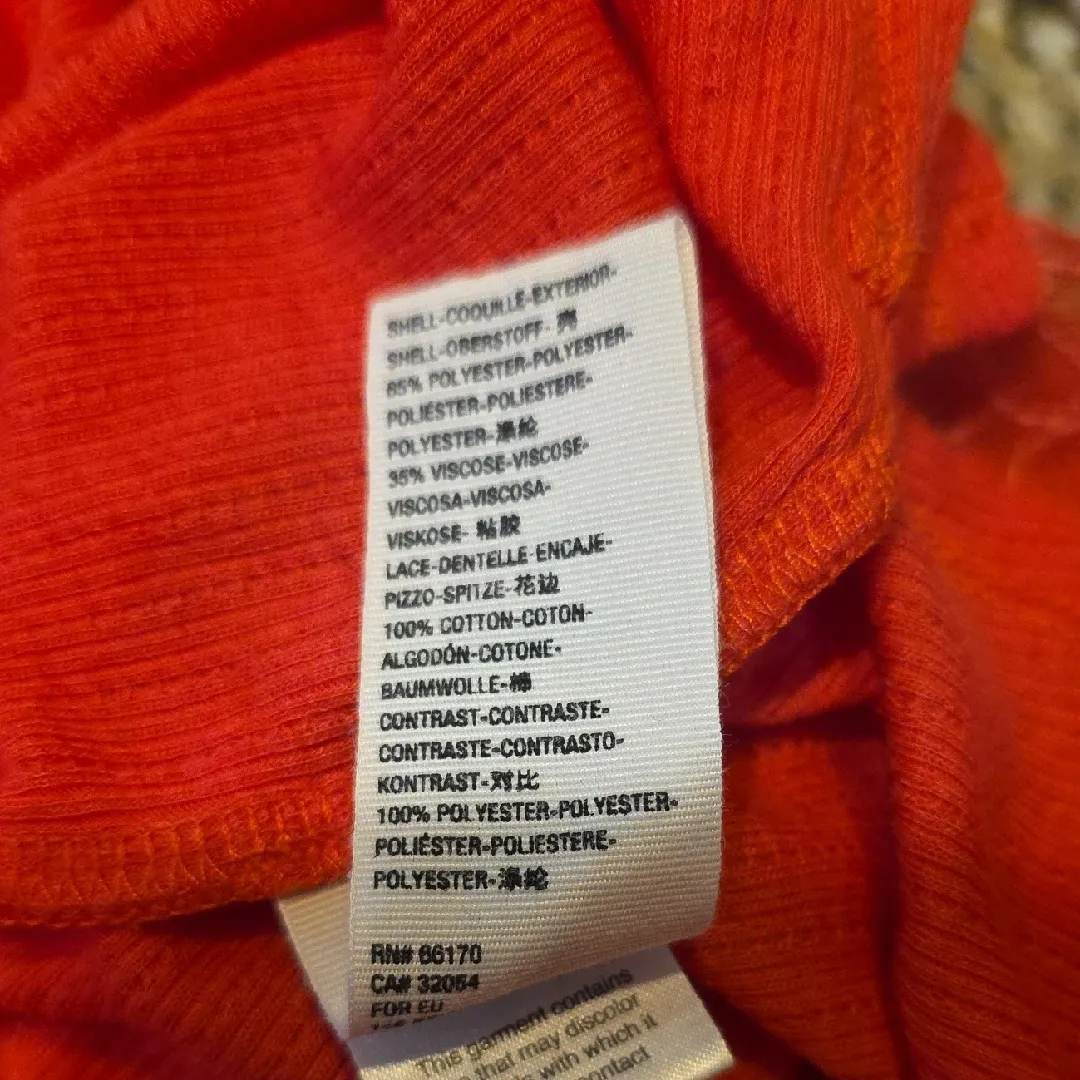 SHELL-COQUILLE-EXTERIOR-
SHELL-OBERSTOFF-
65% POLYESTER-POLYESTER-
POLIÉSTER-POLIESTERE-
POLYESTER-涤纶
35% VISCOSE-VISCOSE-
VISCOSA-VISCOSA-
VISKOSE- 粘胶
LACE-DENTELLE-ENCAJE-
PIZZO-SPITZE-花边
100% COTTON-COTON-
ALGODÓN-COTONE-
BAUMWOLLE-棉
CONTRAST-CONTRASTE-
CONTRASTE-CONTRASTO-
KONTRAST-对比
100% POLYESTER-POLYESTER-
POLIÉSTER-POLIESTERE-
POLYESTER-涤纶
RN# 66170
CA# 32054
FOR EU
This garment contains
that may discolor
with which it
contact